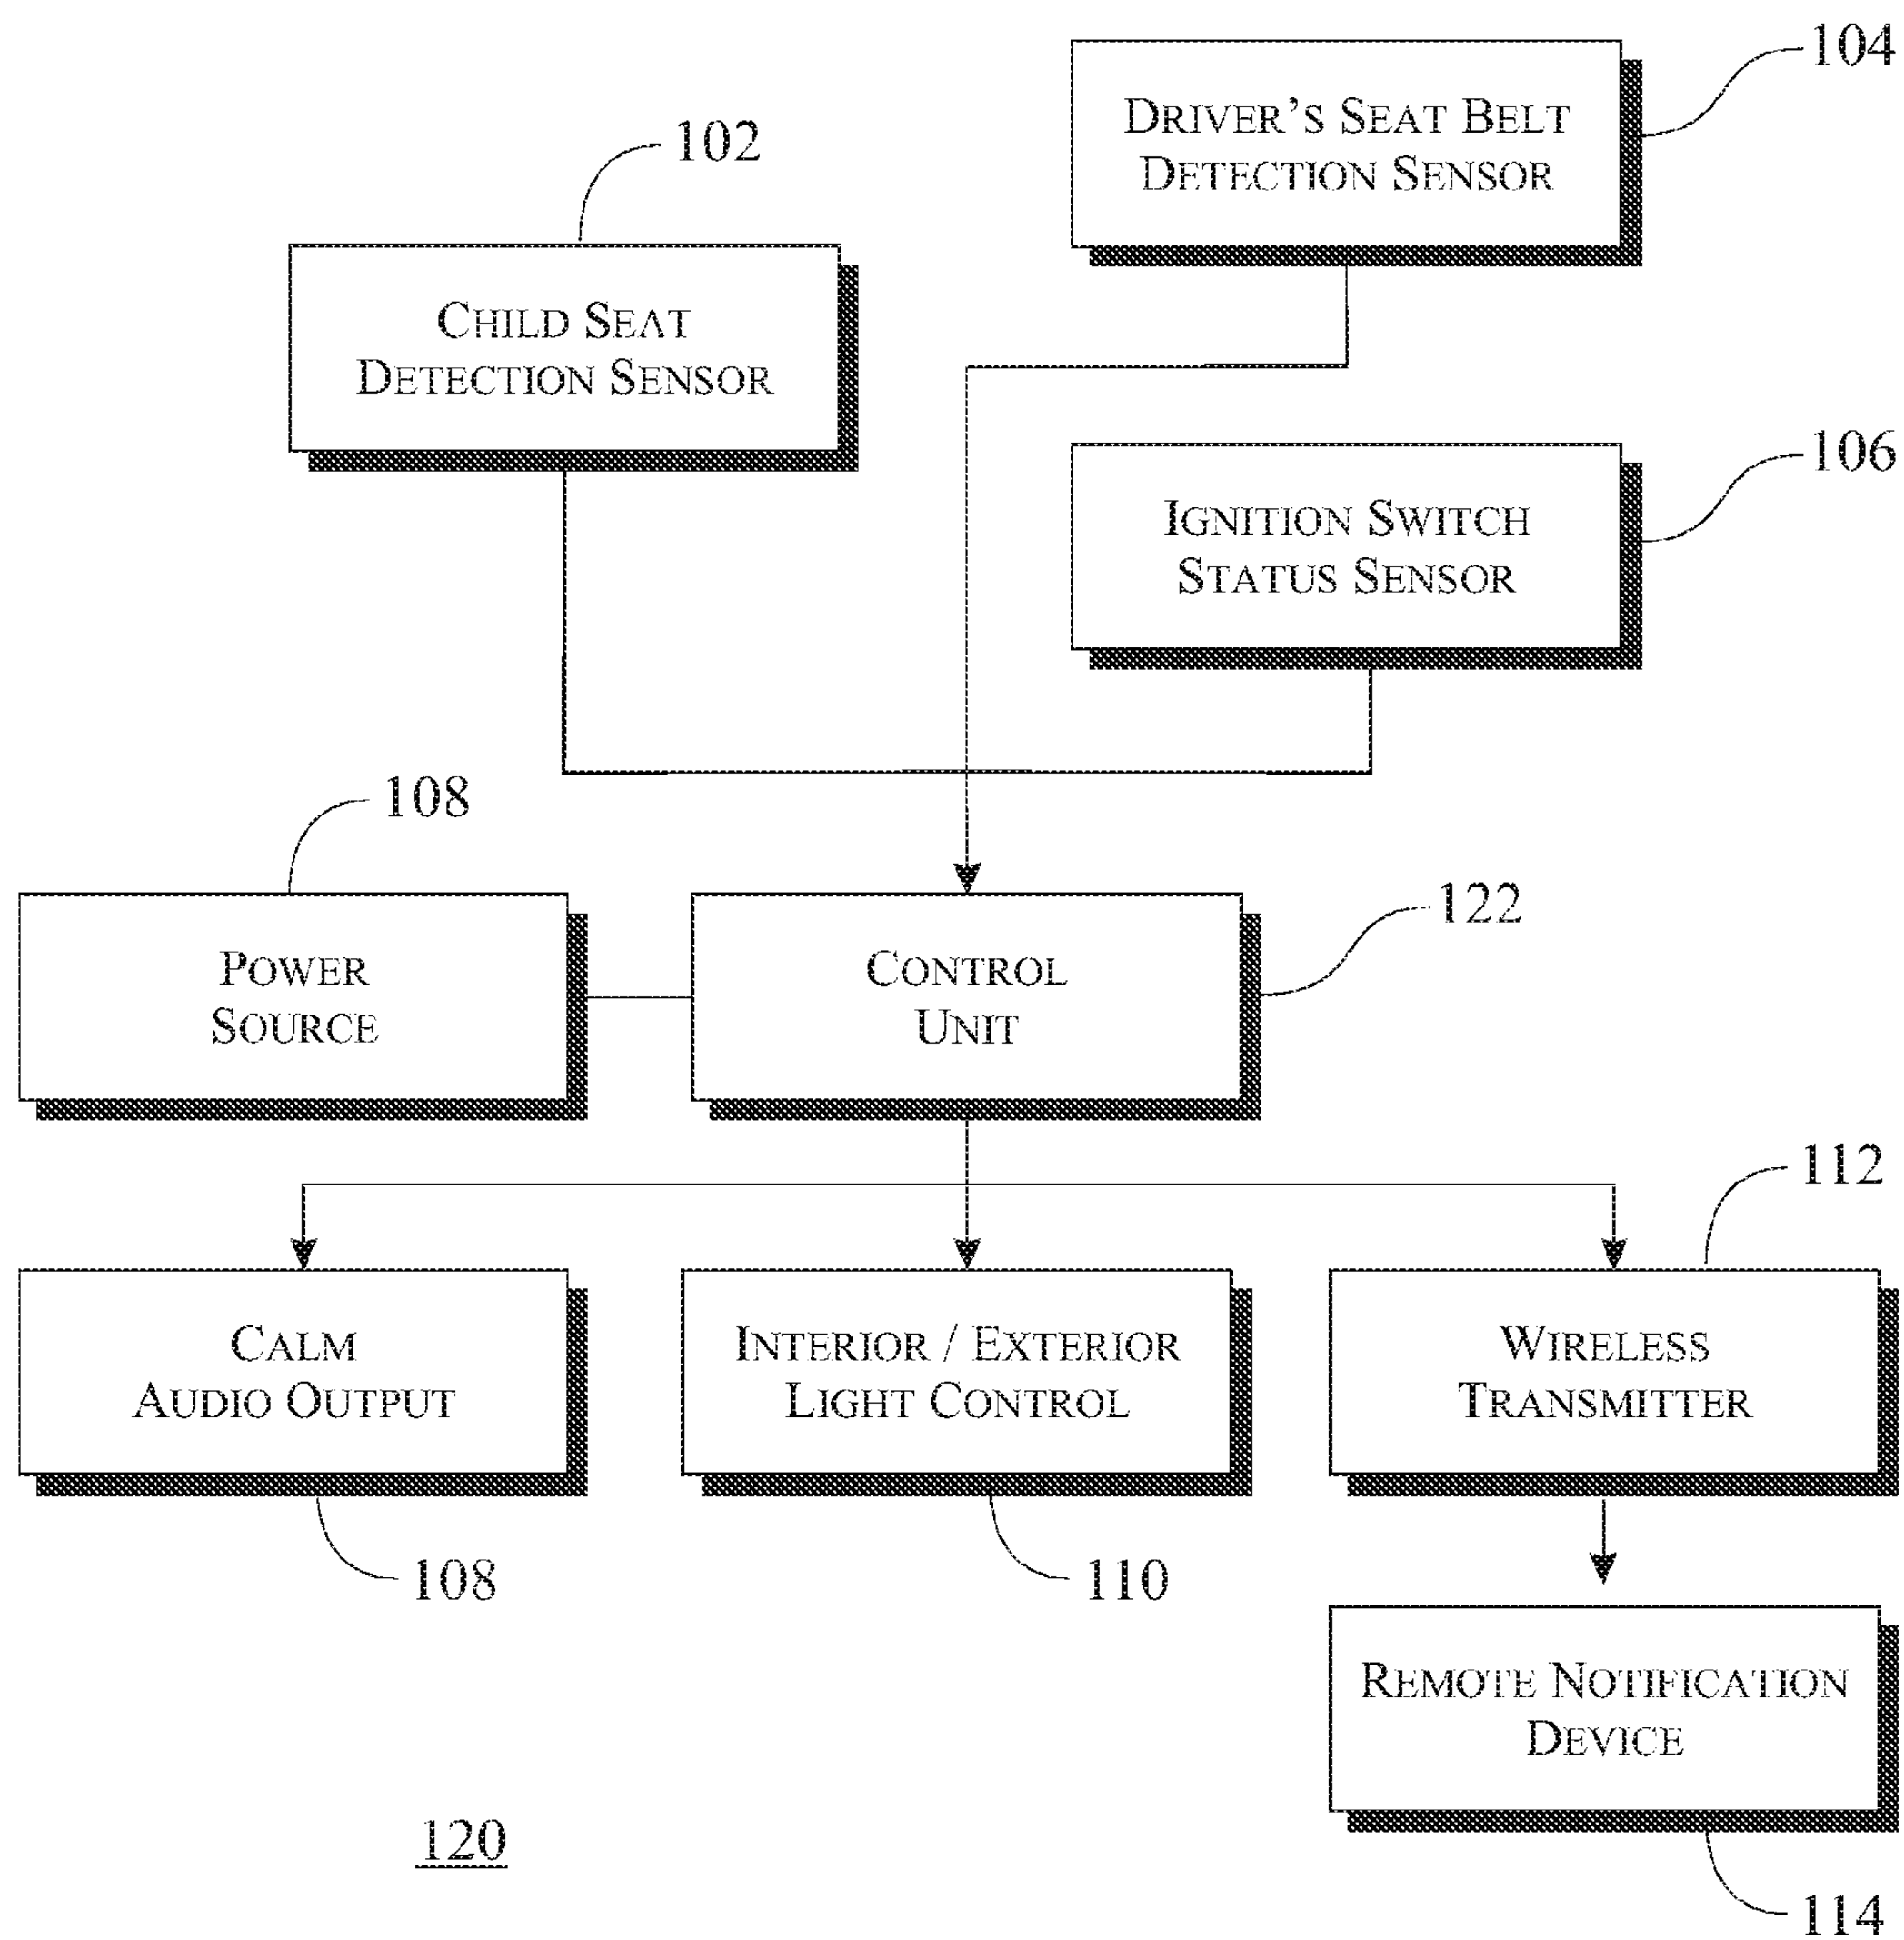 104
DRIVER'S SEAT BELT
DETECTION SENSOR
102
CHILD SEAT
DETECTION SENSOR
106
IGNITION SWITCH
STATUS SENSOR
108
POWER
SOURCE
122
CONTROL
UNIT
112
CALM
AUDIO OUTPUT
108
INTERIOR / EXTERIOR
LIGHT CONTROL
110
WIRELESS
TRANSMITTER
REMOTE NOTIFICATION
DEVICE
114
120